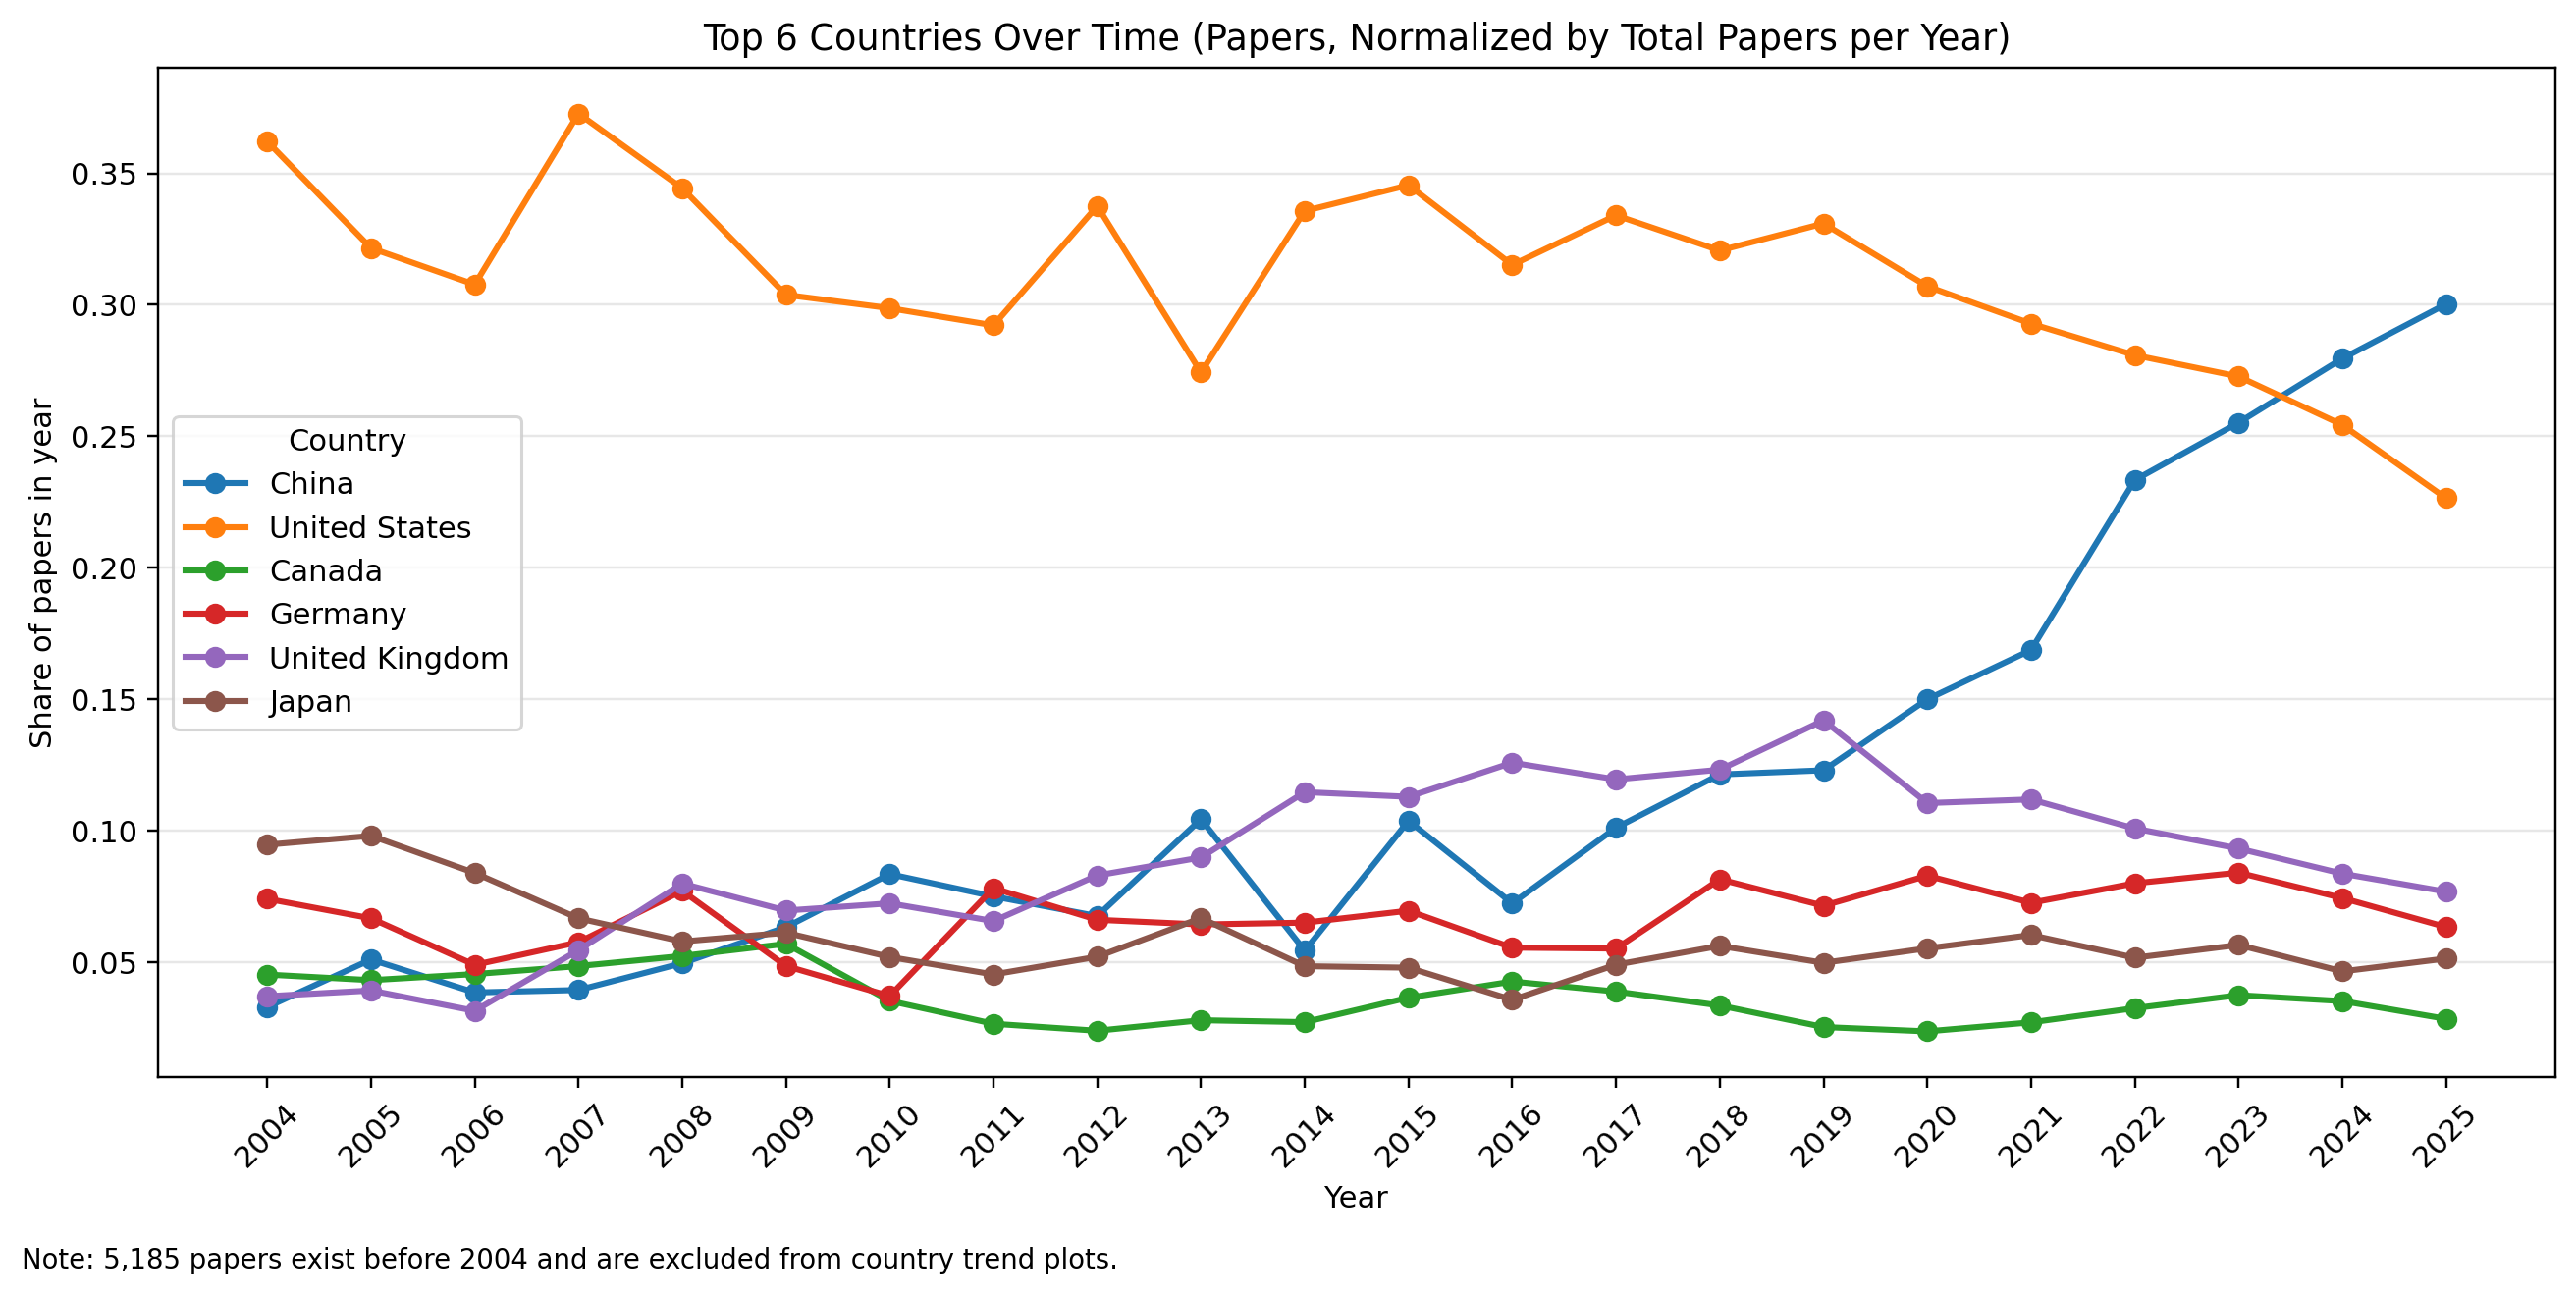 Top 6 Countries Over Time (Papers, Normalized by Total Papers per Year)
Share of papers in year
0.35
0.30
0.25
0.20
0.15
0.10
0.05
Country
China
United States
Canada
Germany
United Kingdom
Japan
2004 2005 2006 2007 2008 2009 2010 2011 2012 2013 2014 2015 2016 2017 2018 2019 2020 2021 2022 2023 2024 2025
Year
Note: 5,185 papers exist before 2004 and are excluded from country trend plots.